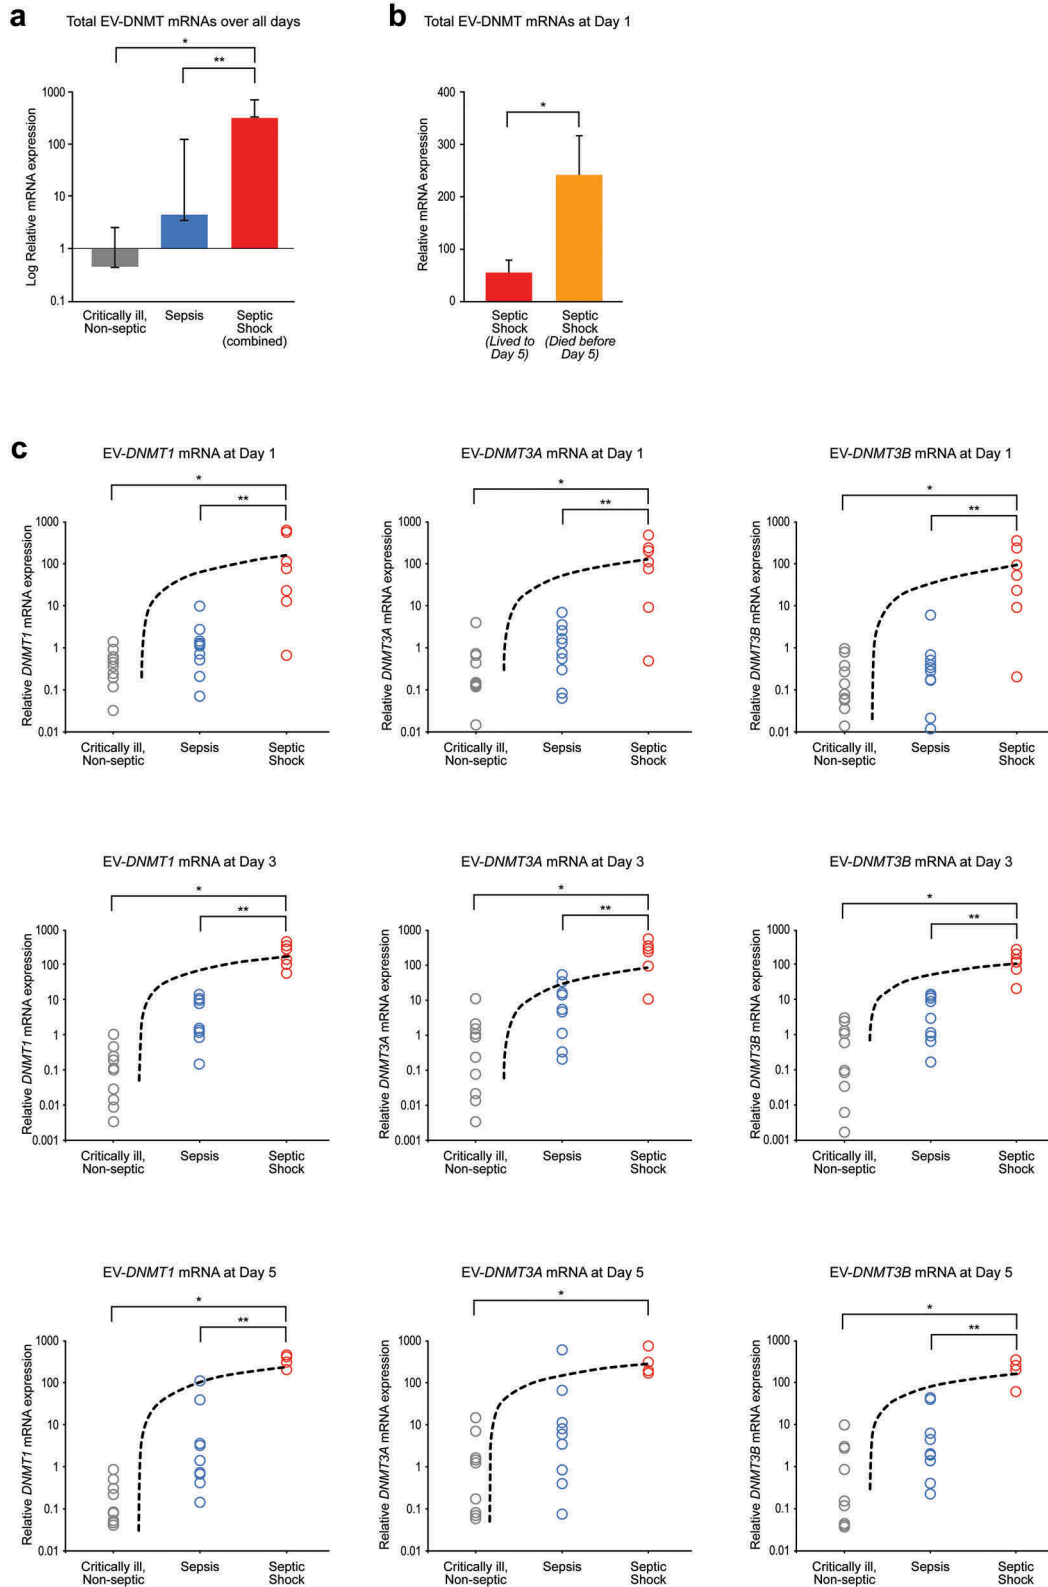 a
Total EV-DNMT mRNAs over all days
*
**
Log Relative mRNA expression
1000
100
10
1
0.1
Critically ill,
Non-septic
Sepsis
Septic
Shock
(combined)
b
Total EV-DNMT mRNAs at Day 1
*
Relative mRNA expression
400
300
200
100
0
Septic
Shock
(Lived to
Day 5)
Septic
Shock
(Died before
Day 5)
c
EV-DNMT1 mRNA at Day 1
*
**
Relative DNMT1 mRNA expression
1000
100
10
1
0.1
0.01
Critically ill,
Non-septic
Sepsis
Septic
Shock
EV-DNMT3A mRNA at Day 1
*
**
Relative DNMT3A mRNA expression
1000
100
10
1
0.1
0.01
Critically ill,
Non-septic
Sepsis
Septic
Shock
EV-DNMT3B mRNA at Day 1
*
**
Relative DNMT3B mRNA expression
1000
100
10
1
0.1
0.01
Critically ill,
Non-septic
Sepsis
Septic
Shock
EV-DNMT1 mRNA at Day 3
*
**
Relative DNMT1 mRNA expression
1000
100
10
1
0.1
0.01
0.001
Critically ill,
Non-septic
Sepsis
Septic
Shock
EV-DNMT3A mRNA at Day 3
*
**
Relative DNMT3A mRNA expression
1000
100
10
1
0.1
0.01
0.001
Critically ill,
Non-septic
Sepsis
Septic
Shock
EV-DNMT3B mRNA at Day 3
*
**
Relative DNMT3B mRNA expression
1000
100
10
1
0.1
0.01
0.001
Critically ill,
Non-septic
Sepsis
Septic
Shock
EV-DNMT1 mRNA at Day 5
*
**
Relative DNMT1 mRNA expression
1000
100
10
1
0.1
0.01
Critically ill,
Non-septic
Sepsis
Septic
Shock
EV-DNMT3A mRNA at Day 5
*
Relative DNMT3A mRNA expression
1000
100
10
1
0.1
0.01
Critically ill,
Non-septic
Sepsis
Septic
Shock
EV-DNMT3B mRNA at Day 5
*
**
Relative DNMT3B mRNA expression
1000
100
10
1
0.1
0.01
Critically ill,
Non-septic
Sepsis
Septic
Shock